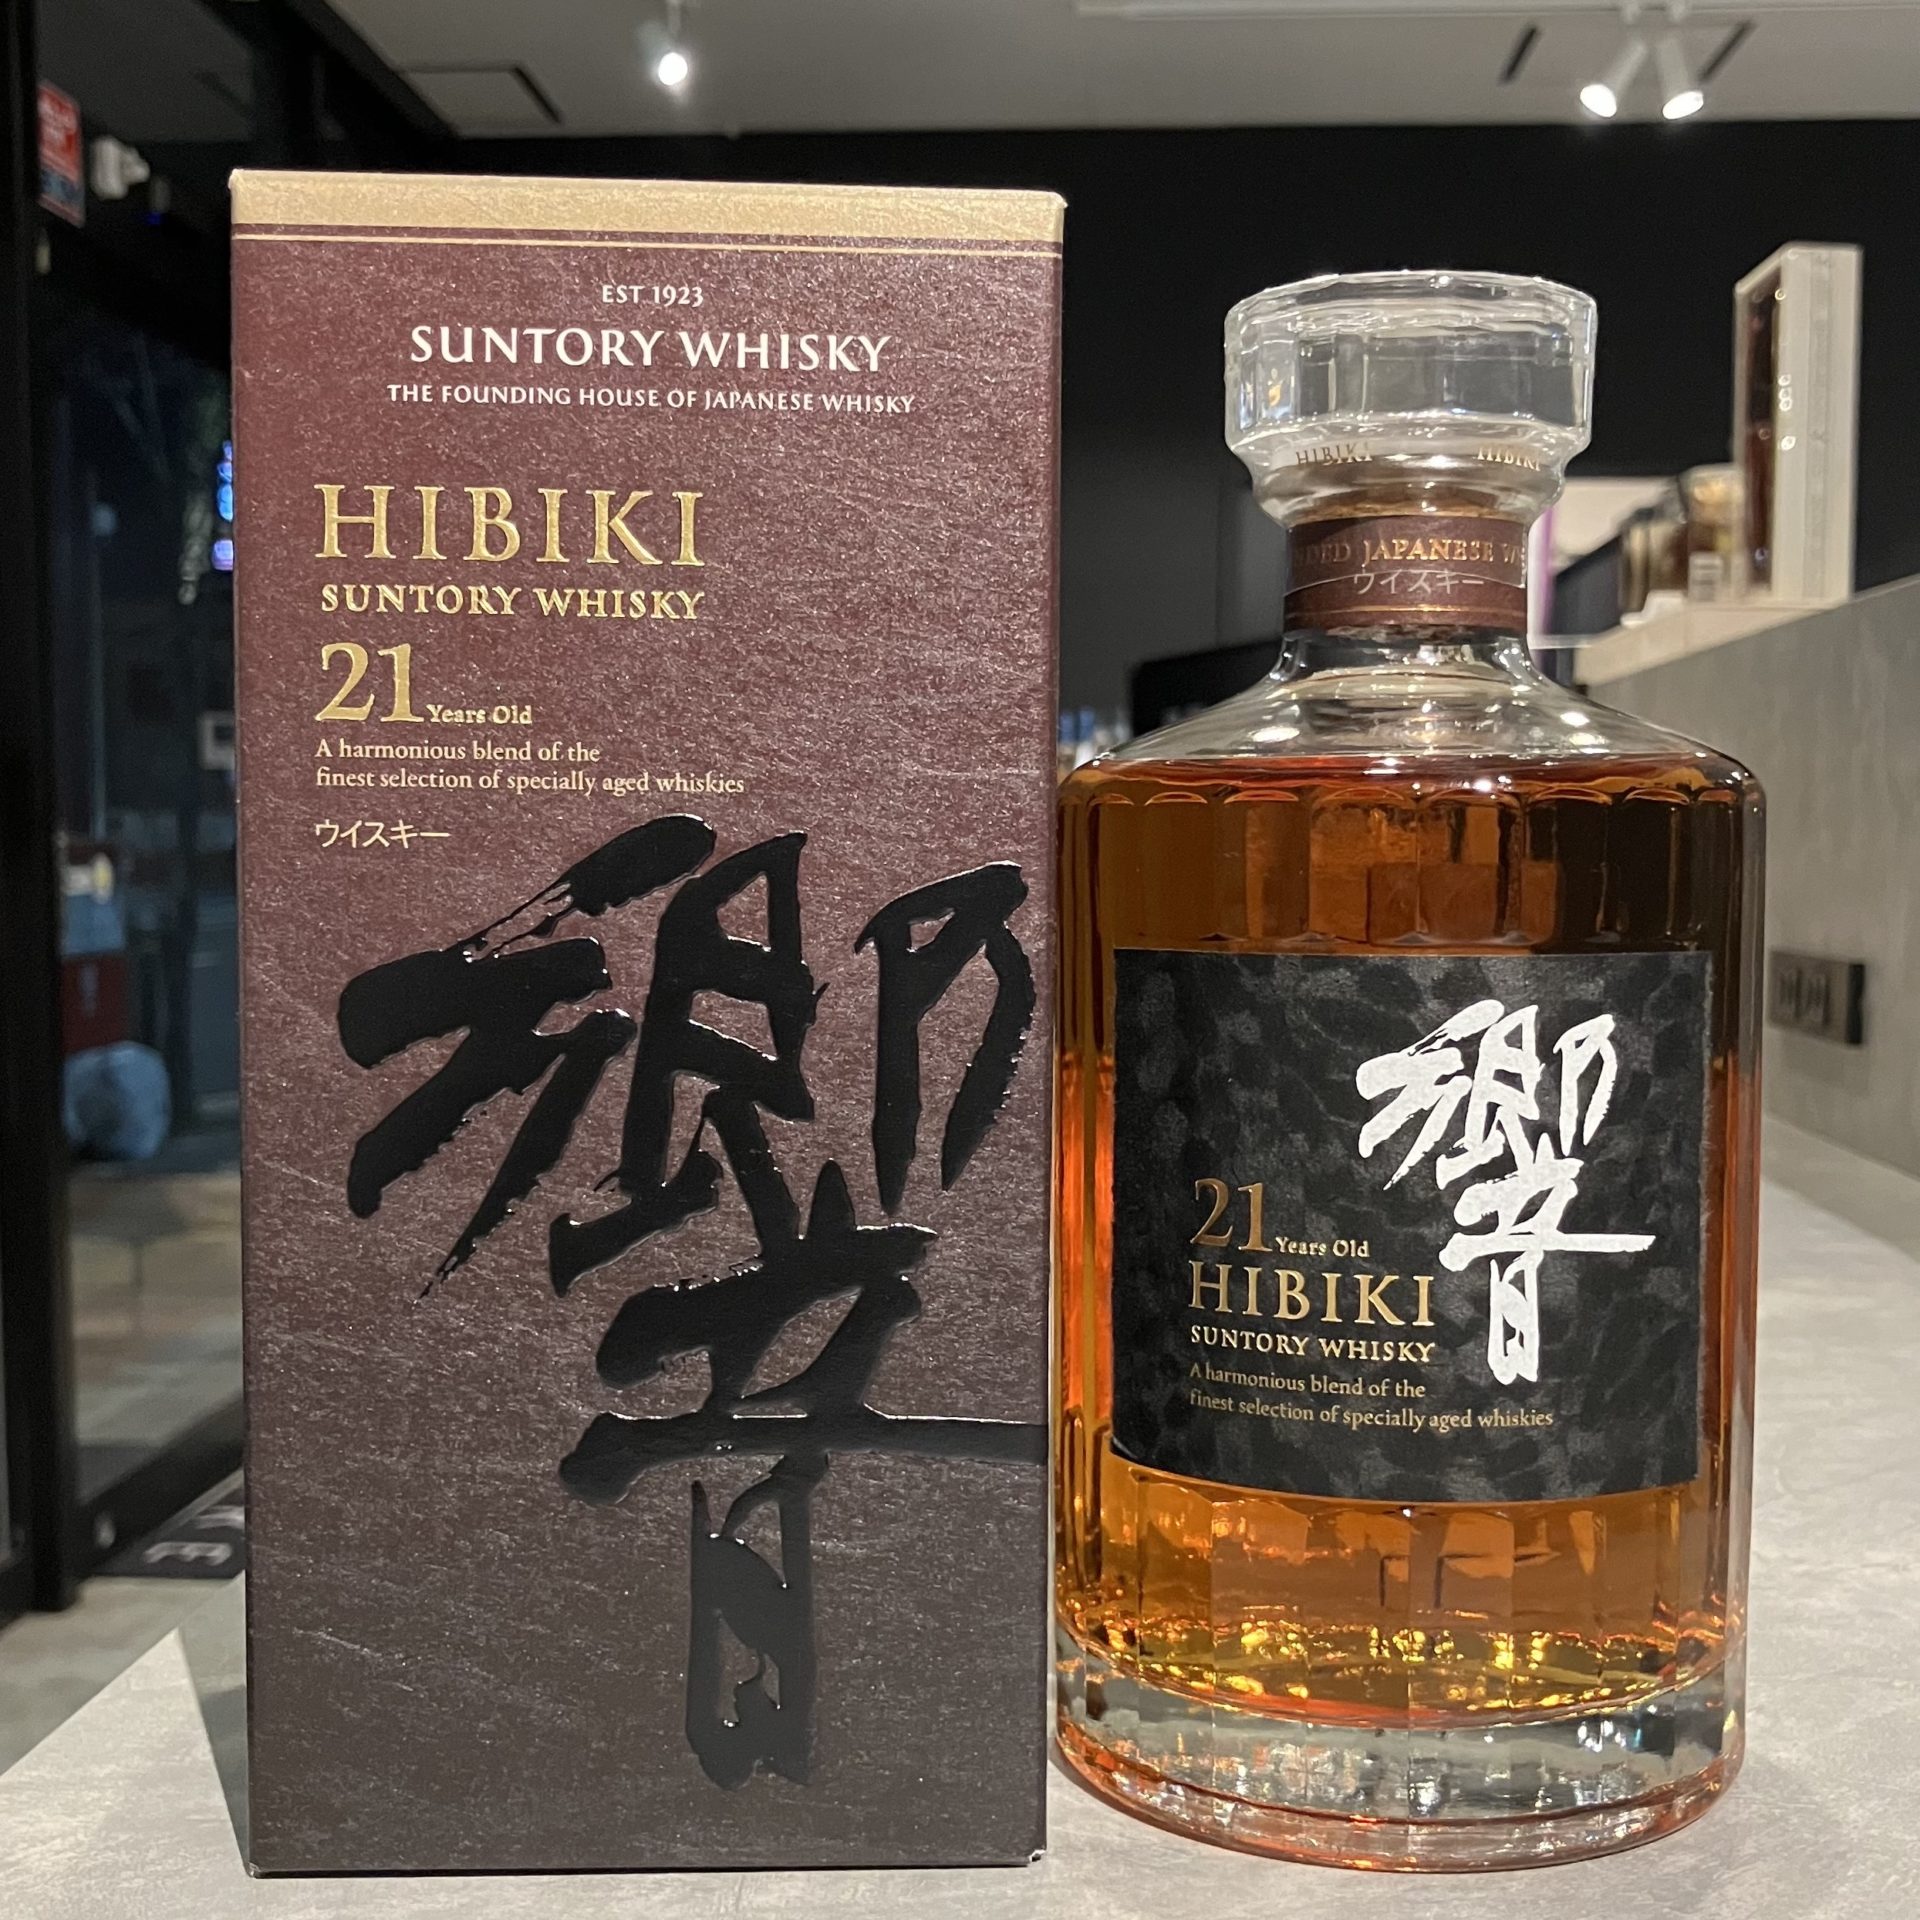 EST 1923
SUNTORY WHISKY
THE FOUNDING HOUSE OF JAPANESE WHISKY
HIBIKI
SUNTORY WHISKY
21 Years Old
A harmonious blend of the
finest selection of specially aged whiskies
ウイスキー
響
HIBIKI HIBIKI
JAPANESE
ウイスキー
響
21 Years Old
HIBIKI
SUNTORY WHISKY
A harmonious blend of the
finest selection of specially aged whiskies